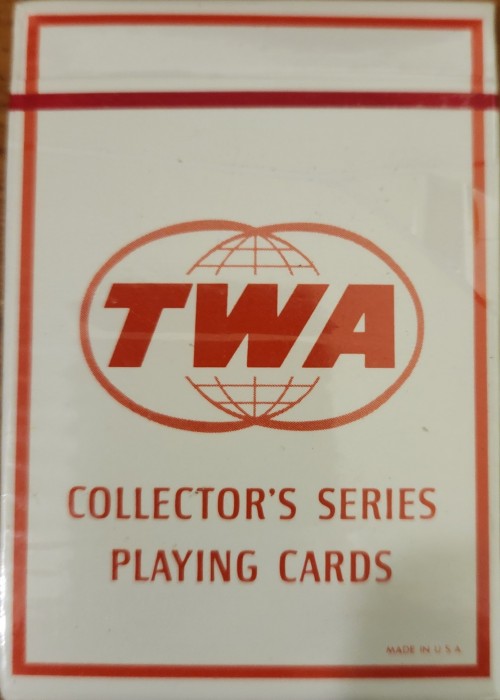 TWA
COLLECTOR'S SERIES
PLAYING CARDS
MADE IN U.S.A.